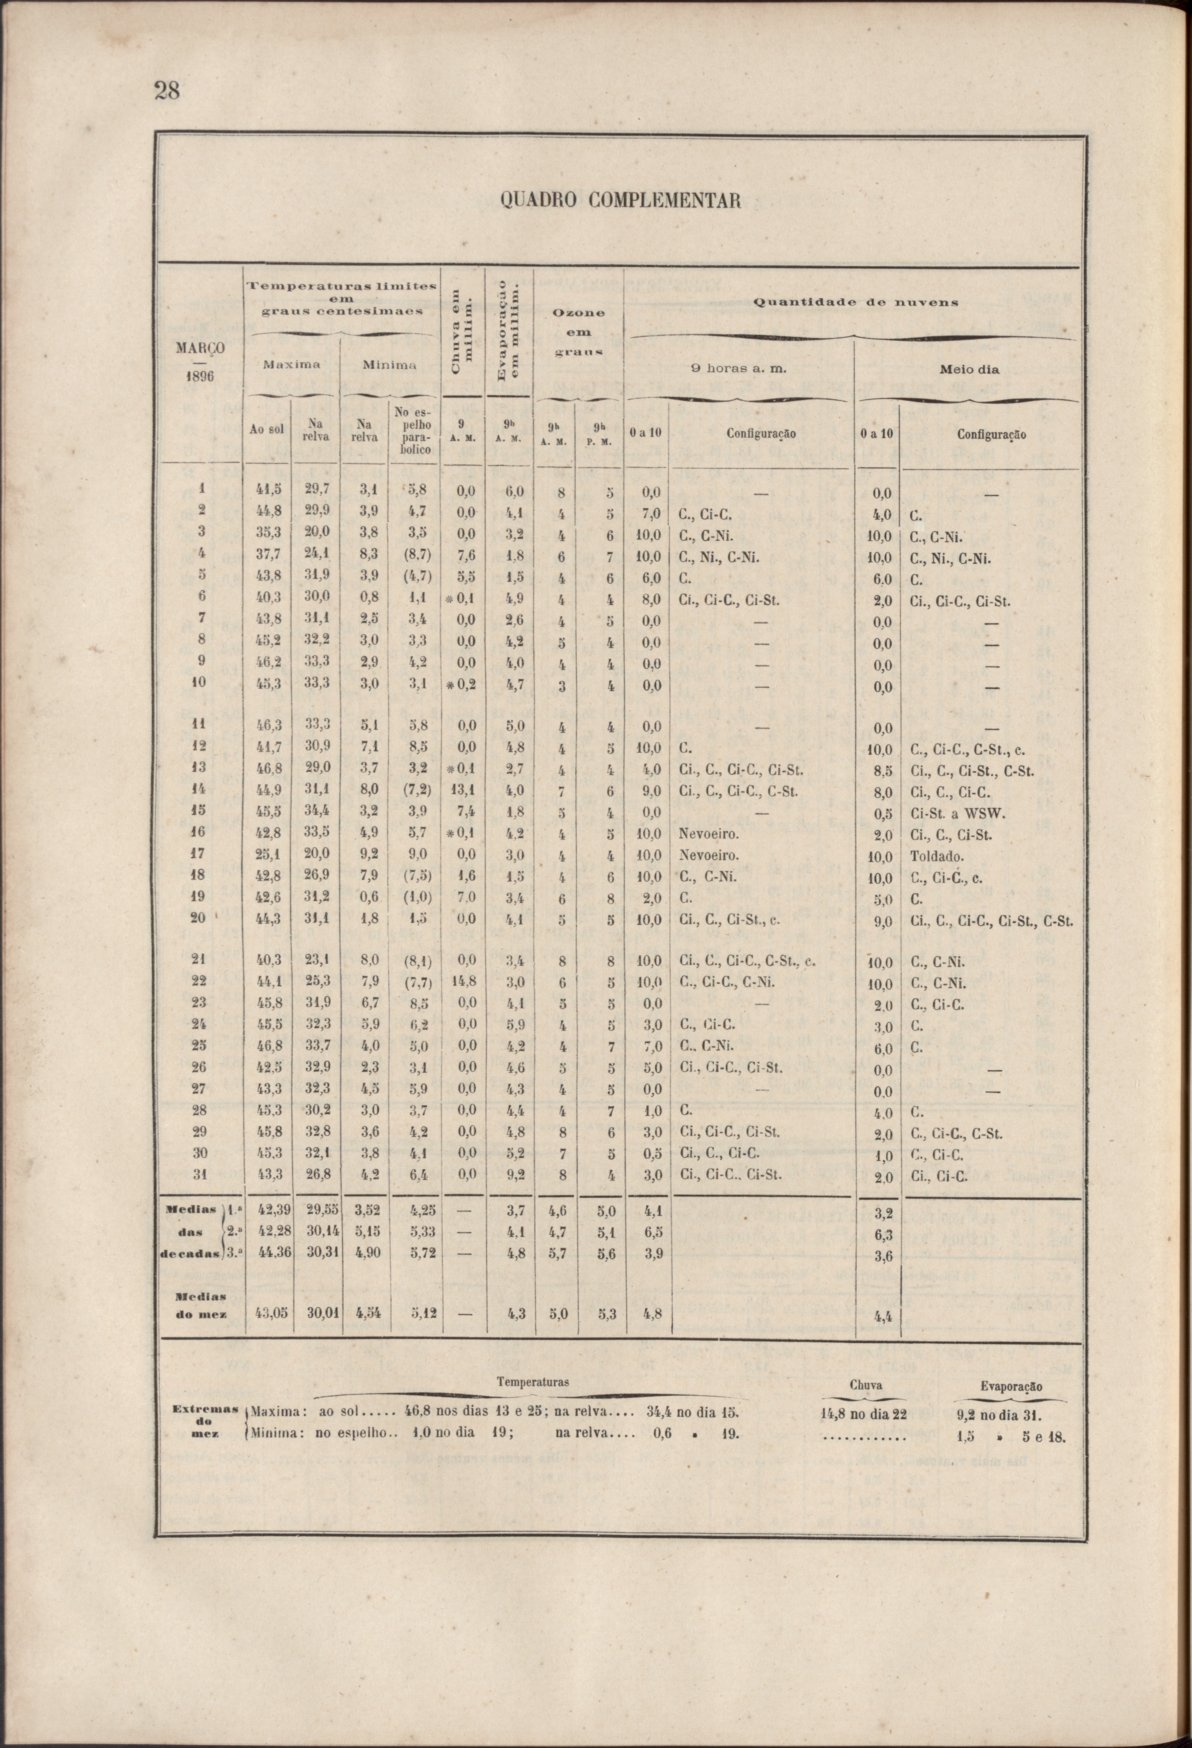 28
QUADRO COMPLEMENTAR
MARÇO
—
1896
Temperaturas limites
em
graus centesimaes
Chuva em
millim.
Evaporação
em millim.
Ozone
em
graus
Quantidade de nuvens
Maxima
Minima
9 horas a. m.
Meio dia
Ao sol
Na
relva
Na
relva
No es-
pelho
para-
bolico
9
A. M.
9h
A. M.
9h
A. M.
9h
P. M.
0 a 10
Configuração
0 a 10
Configuração
1 41,5 29,7 3,1 5,8 0,0 6,0 8 5 0,0 — 0,0 —
2 44,8 29,9 3,9 4,7 0,0 4,1 4 5 7,0 C., Ci-C. 4,0 C.
3 35,3 20,0 3,8 3,5 0,0 3,2 4 6 10,0 C., C-Ni. 10,0 C., C-Ni.
4 37,7 24,1 8,3 (8,7) 7,6 1,8 6 7 10,0 C., Ni., C-Ni. 10,0 C., Ni., C-Ni.
5 43,8 31,9 3,9 (4,7) 5,5 1,5 4 6 6,0 C. 6,0 C.
6 40,3 30,0 0,8 1,1 *0,1 4,9 4 4 8,0 Ci., Ci-C., Ci-St. 2,0 Ci., Ci-C., Ci-St.
7 43,8 31,1 2,5 3,4 0,0 2,6 4 5 0,0 — 0,0 —
8 45,2 32,2 3,0 3,3 0,0 4,2 5 4 0,0 — 0,0 —
9 46,2 33,3 2,9 4,2 0,0 4,0 4 4 0,0 — 0,0 —
10 45,3 33,3 3,0 3,1 *0,2 4,7 3 4 0,0 — 0,0 —
11 46,3 33,3 5,1 5,8 0,0 5,0 4 4 0,0 — 0,0 —
12 41,7 30,9 7,1 8,5 0,0 4,8 4 5 10,0 C. 10,0 C., Ci-C., C-St., c.
13 46,8 29,0 3,7 3,2 *0,1 2,7 4 4 4,0 Ci., C., Ci-C., Ci-St. 8,5 Ci., C., Ci-St., C-St.
14 44,9 31,1 8,0 (7,2) 13,1 4,0 7 6 9,0 Ci., C., Ci-C., C-St. 8,0 Ci., C., Ci-C.
15 45,5 34,4 3,2 3,9 7,4 1,8 5 4 0,0 — 0,5 Ci-St. a WSW.
16 42,8 33,5 4,9 5,7 *0,1 4,2 4 5 10,0 Nevoeiro. 2,0 Ci., C., Ci-St.
17 25,1 20,0 9,2 9,0 0,0 3,0 4 4 10,0 Nevoeiro. 10,0 Toldado.
18 42,8 26,9 7,9 (7,5) 1,6 1,5 4 6 10,0 C., C-Ni. 10,0 C., Ci-C., c.
19 42,6 31,2 0,6 (1,0) 7.0 3,4 6 8 2,0 C. 5,0 C.
20 44,3 31,1 1,8 1,5 0,0 4,1 5 5 10,0 Ci., C., Ci-St., c. 9,0 Ci., C., Ci-C., Ci-St., C-St.
21 40,3 23,1 8,0 (8,1) 0,0 3,4 8 8 10,0 Ci., C., Ci-C., C-St., c. 10,0 C., C-Ni.
22 44,1 25,3 7,9 (7,7) 14,8 3,0 6 5 10,0 C., Ci-C., C-Ni. 10,0 C., C-Ni.
23 45,8 31,9 6,7 8,5 0,0 4,1 5 5 0,0 — 2,0 C., Ci-C.
24 45,5 32,3 5,9 6,2 0,0 5,9 4 5 3,0 C., Ci-C. 3,0 C.
25 46,8 33,7 4,0 5,0 0,0 4,2 4 7 7,0 C., C-Ni. 6,0 C.
26 42,5 32,9 2,3 3,1 0,0 4,6 5 5 5,0 Ci., Ci-C., Ci-St. 0,0 —
27 43,3 32,3 4,5 5,9 0,0 4,3 4 5 0,0 — 0,0 —
28 45,3 30,2 3,0 3,7 0,0 4,4 4 7 1,0 C. 4,0 C.
29 45,8 32,8 3,6 4,2 0,0 4,8 8 6 3,0 Ci., Ci-C., Ci-St. 2,0 C., Ci-C., C-St.
30 45,3 32,1 3,8 4,1 0,0 5,2 7 5 0,5 Ci., C., Ci-C. 1,0 C., Ci-C.
31 43,3 26,8 4,2 6,4 0,0 9,2 8 4 3,0 Ci., Ci-C., Ci-St. 2,0 Ci., Ci-C.
Medias 1.ª 42,39 29,55 3,52 4,25 — 3,7 4,6 5,0 4,1 3,2
das 2.ª 42,28 30,14 5,15 5,33 — 4,1 4,7 5,1 6,5 6,3
decadas 3.ª 44,36 30,31 4,90 5,72 — 4,8 5,7 5,6 3,9 3,6
Medias
do mez 43,05 30,01 4,54 5,12 — 4,3 5,0 5,3 4,8 4,4
Temperaturas Chuva Evaporação
Extremas
do
mez
Maxima: ao sol..... 46,8 nos dias 13 e 25; na relva.... 34,4 no dia 15. 14,8 no dia 22 9,2 no dia 31.
Minima: no espelho.. 1,0 no dia 19; na relva.... 0,6 » 19. ............ 1,5 » 5 e 18.